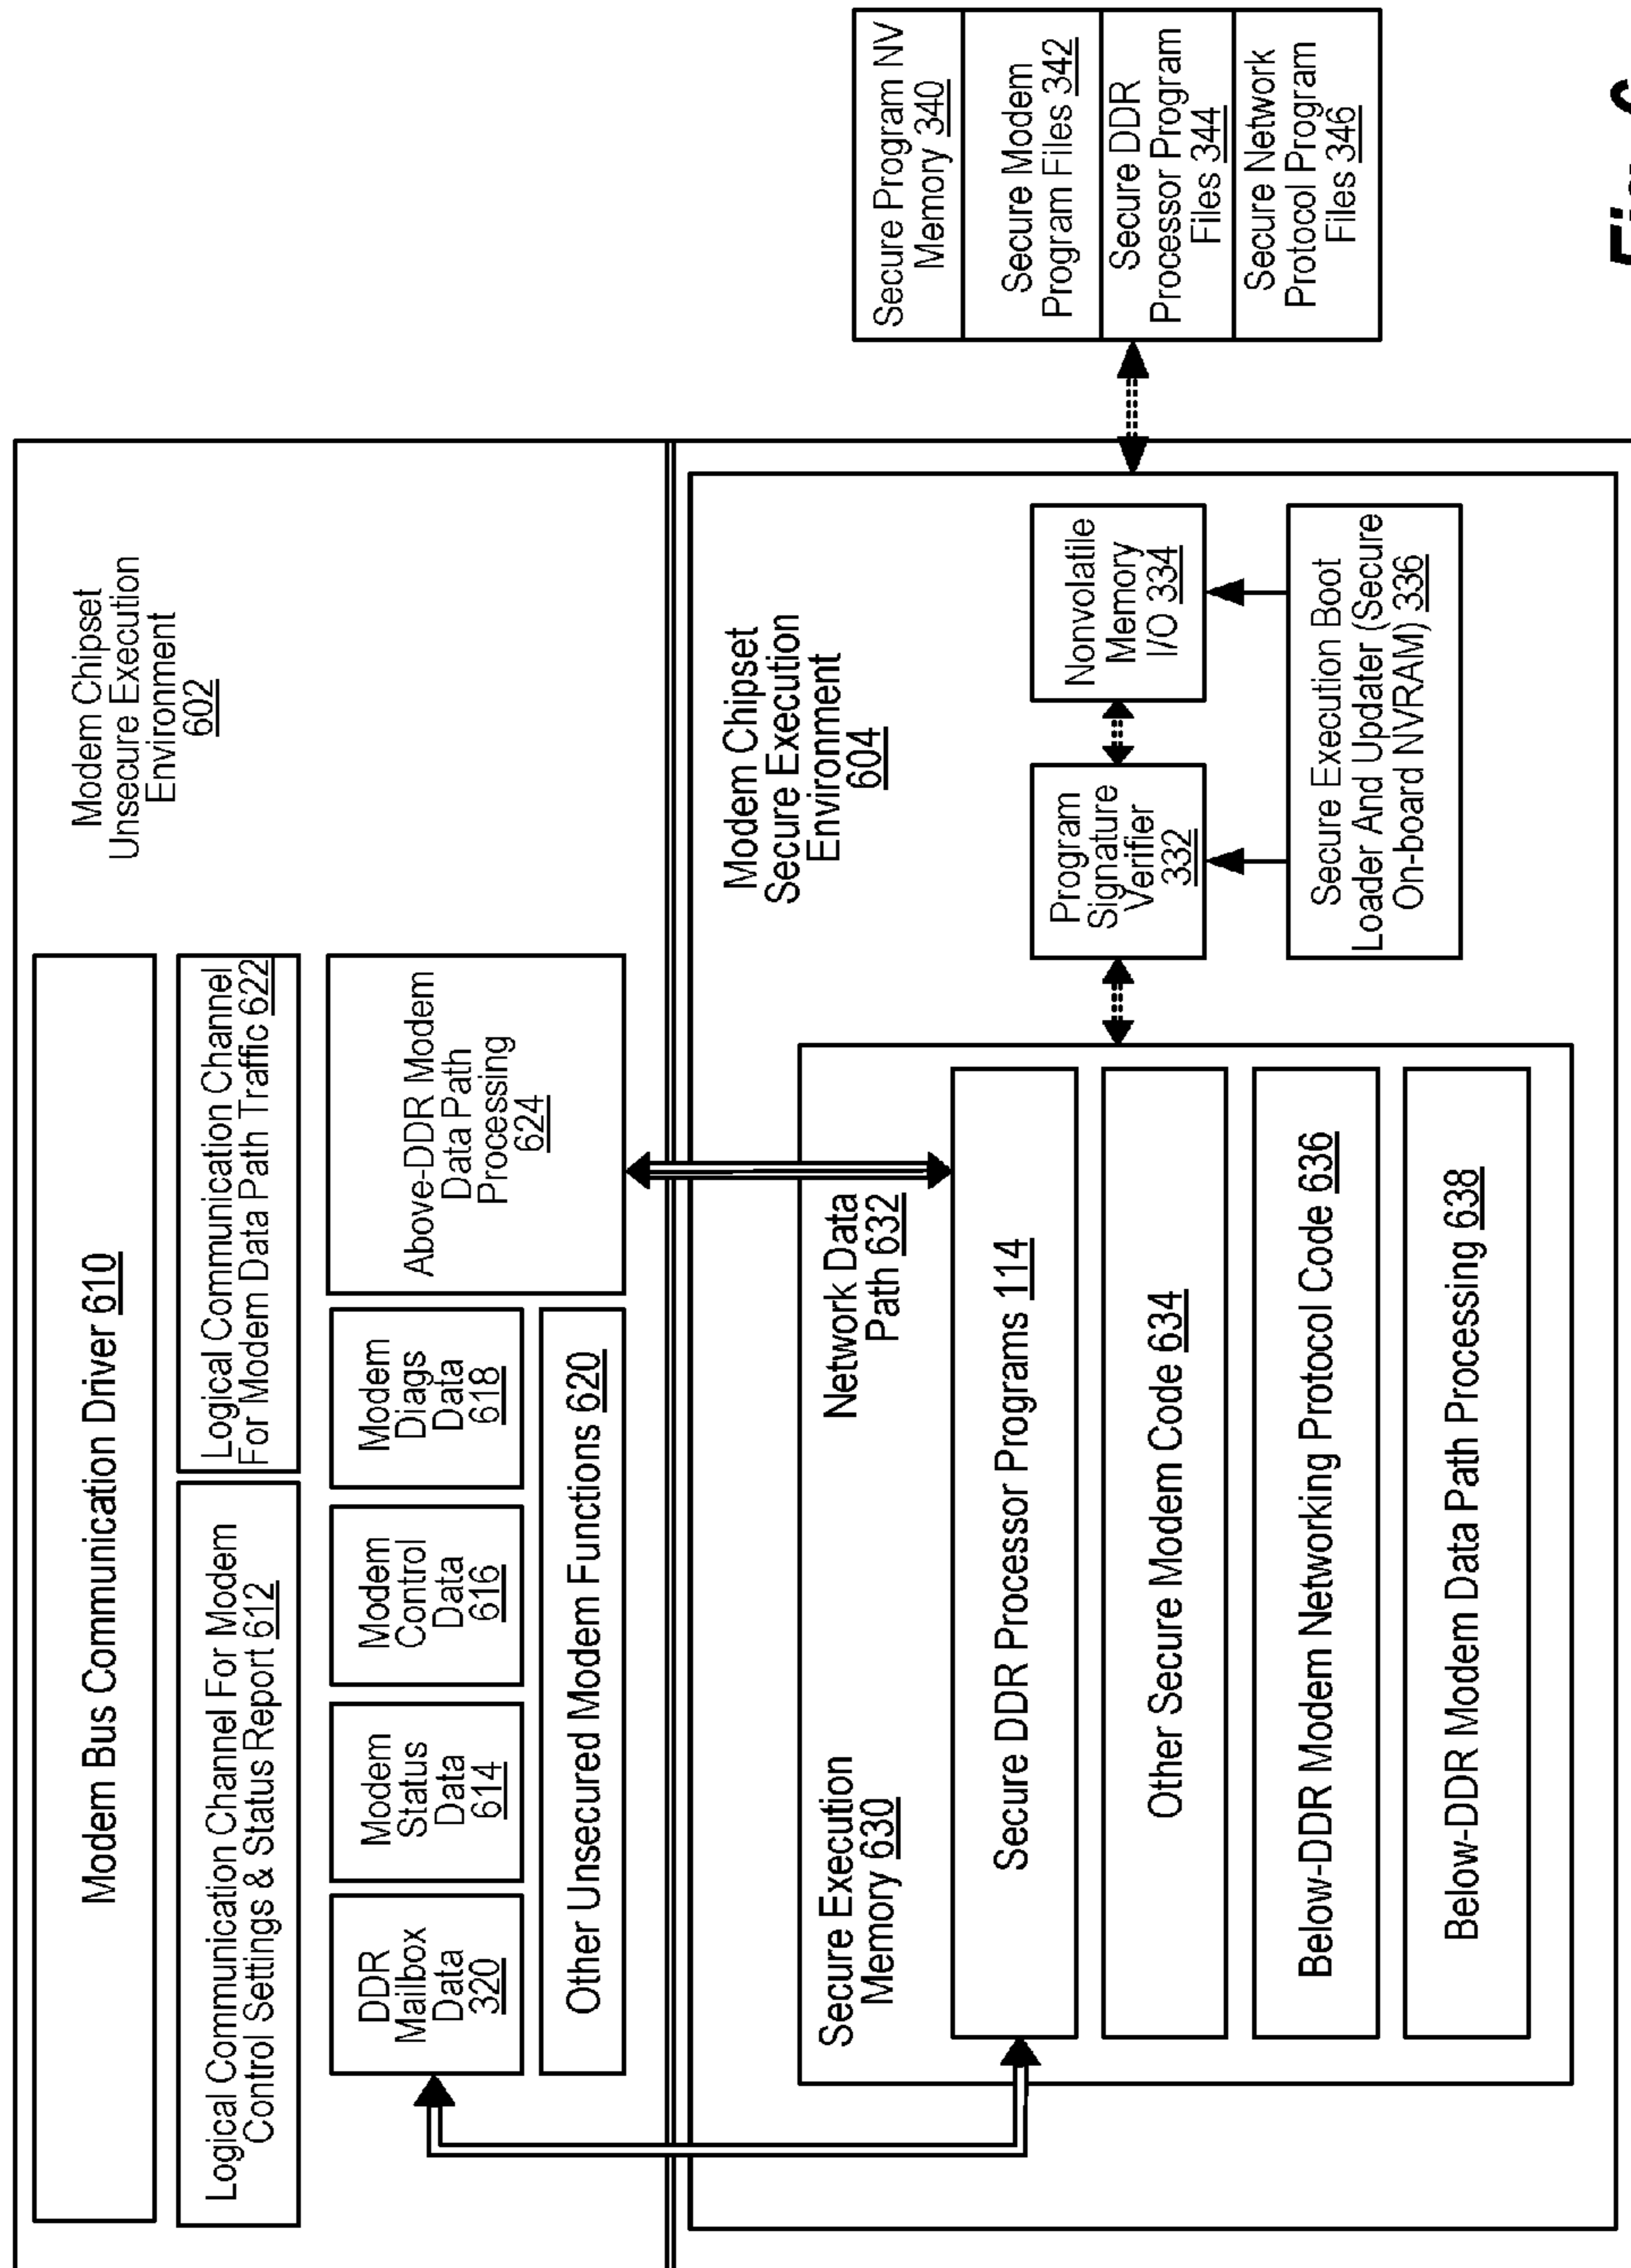 Modem Chipset
Unsecure Execution
Environment
602
Modem Bus Communication Driver 610
Logical Communication Channel For Modem
Control Settings & Status Report 612
Logical Communication Channel
For Modem Data Path Traffic 622
DDR
Mailbox
Data
320
Modem
Status
Data
614
Modem
Control
Data
616
Modem
Diags
Data
618
Above-DDR Modem
Data Path
Processing
624
Other Unsecured Modem Functions 620
Modem Chipset
Secure Execution
Environment
604
Secure Execution
Memory 630
Network Data
Path 632
Secure DDR Processor Programs 114
Other Secure Modem Code 634
Below-DDR Modem Networking Protocol Code 636
Below-DDR Modem Data Path Processing 638
Program
Signature
Verifier
332
Nonvolatile
Memory
I/O 334
Secure Execution Boot
Loader And Updater (Secure
On-board NVRAM) 336
Secure Program NV
Memory 340
Secure Modem
Program Files 342
Secure DDR
Processor Program
Files 344
Secure Network
Protocol Program
Files 346